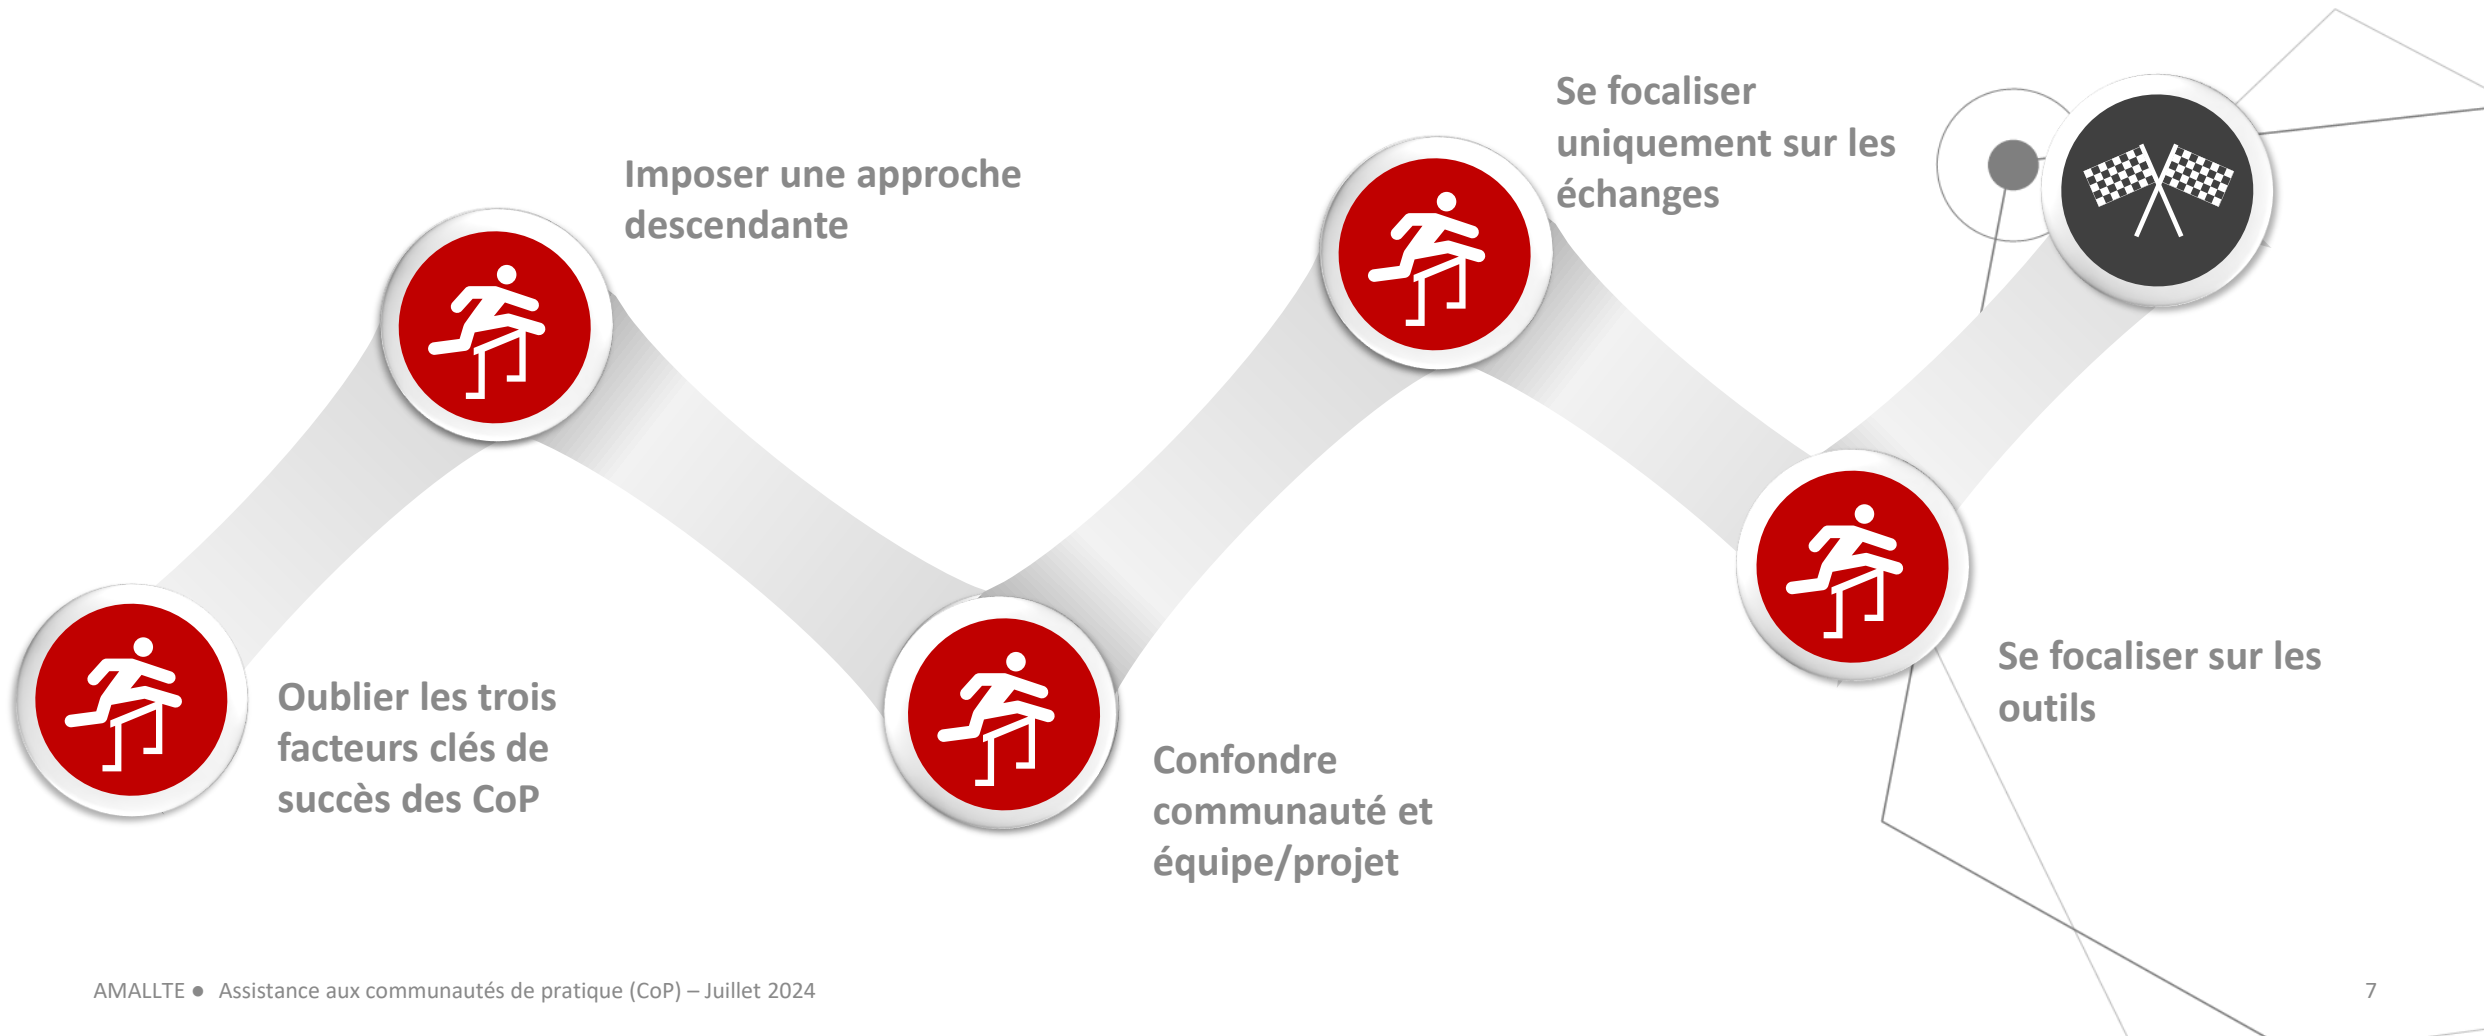 Oublier les trois
facteurs clés de
succès des CoP
Imposer une approche
descendante
Confondre
communauté et
équipe/projet
Se focaliser
uniquement sur les
échanges
Se focaliser sur les
outils
AMALLTE ● Assistance aux communautés de pratique (CoP) – Juillet 2024
7